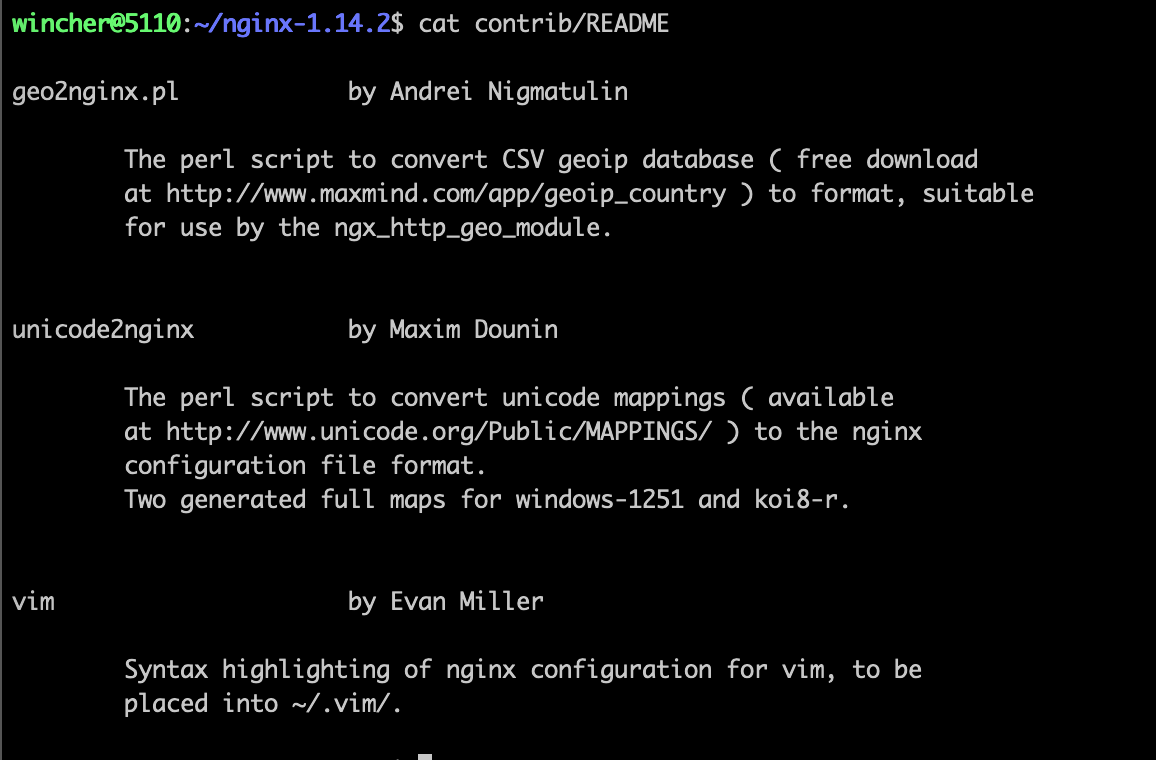 wincher@5110:~/nginx-1.14.2$ cat contrib/README
geo2nginx.pl by Andrei Nigmatulin
The perl script to convert CSV geoip database ( free download
at http://www.maxmind.com/app/geoip_country ) to format, suitable
for use by the ngx_http_geo_module.
unicode2nginx by Maxim Dounin
The perl script to convert unicode mappings ( available
at http://www.unicode.org/Public/MAPPINGS/ ) to the nginx
configuration file format.
Two generated full maps for windows-1251 and koi8-r.
vim by Evan Miller
Syntax highlighting of nginx configuration for vim, to be
placed into ~/.vim/.